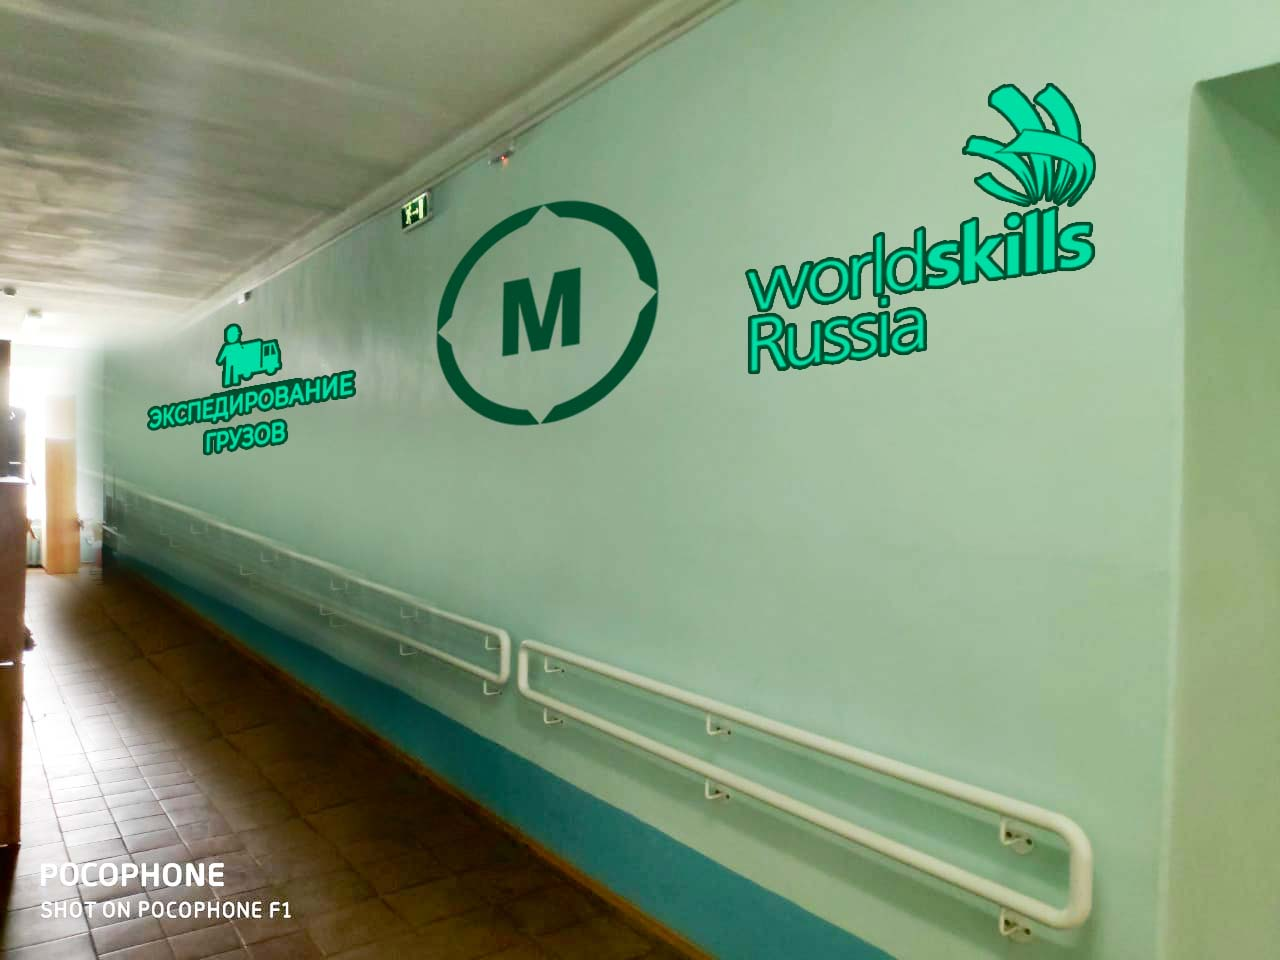 ЭКСПЕДИРОВАНИЕ
ГРУЗОВ
M
worldskills
Russia
POCOPHONE
SHOT ON POCOPHONE F1